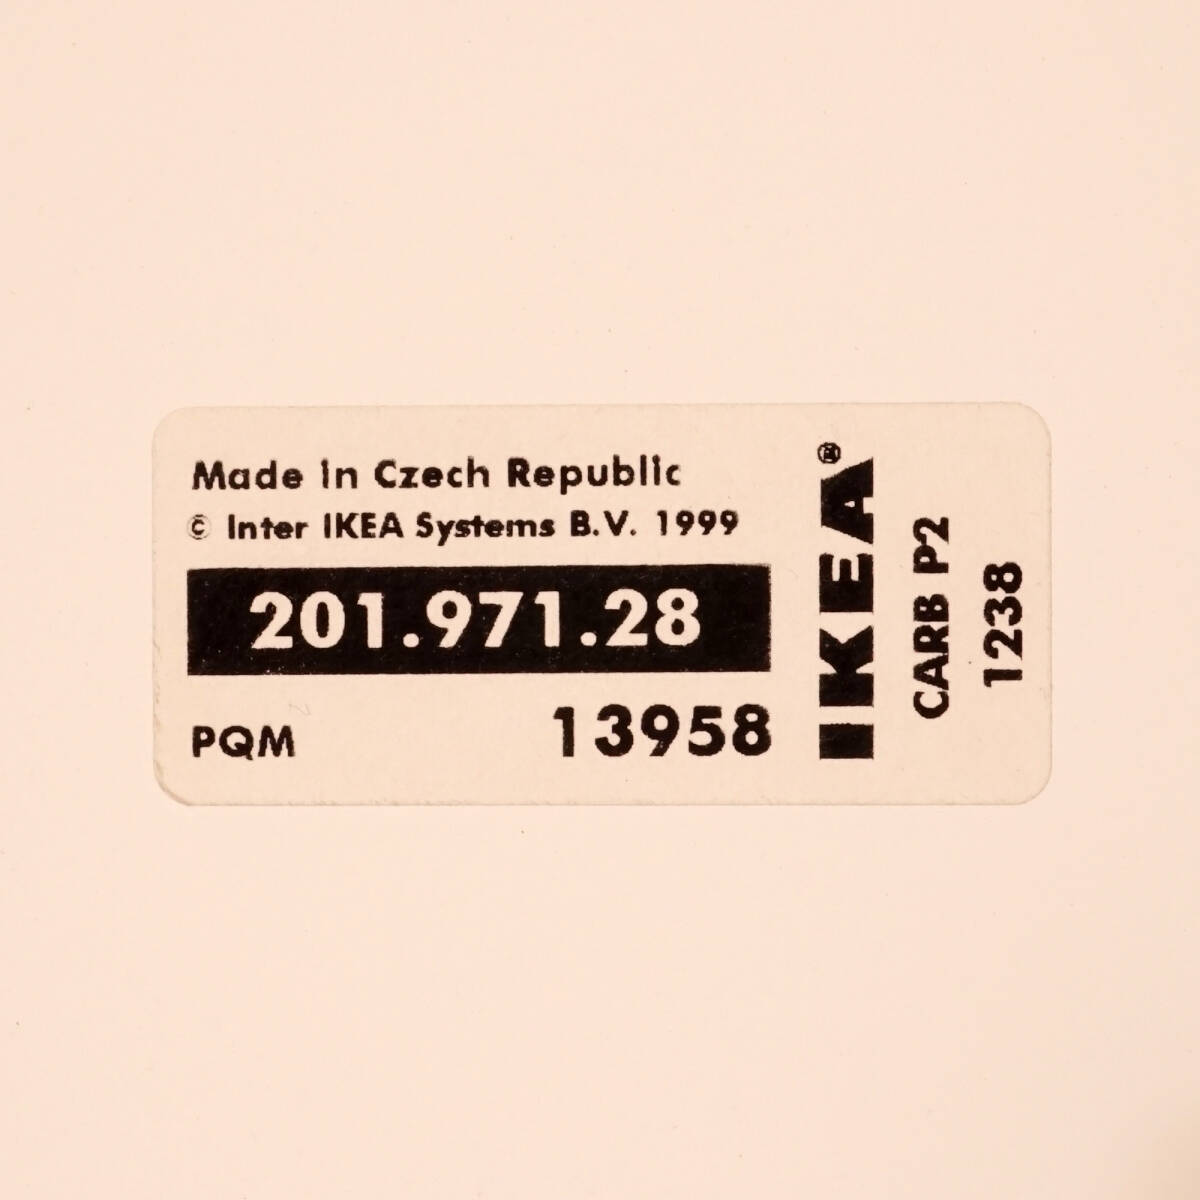 Made in Czech Republic
© Inter IKEA Systems B.V. 1999
201.971.28
PQM 13958
IKEA®
CARB P2
1238